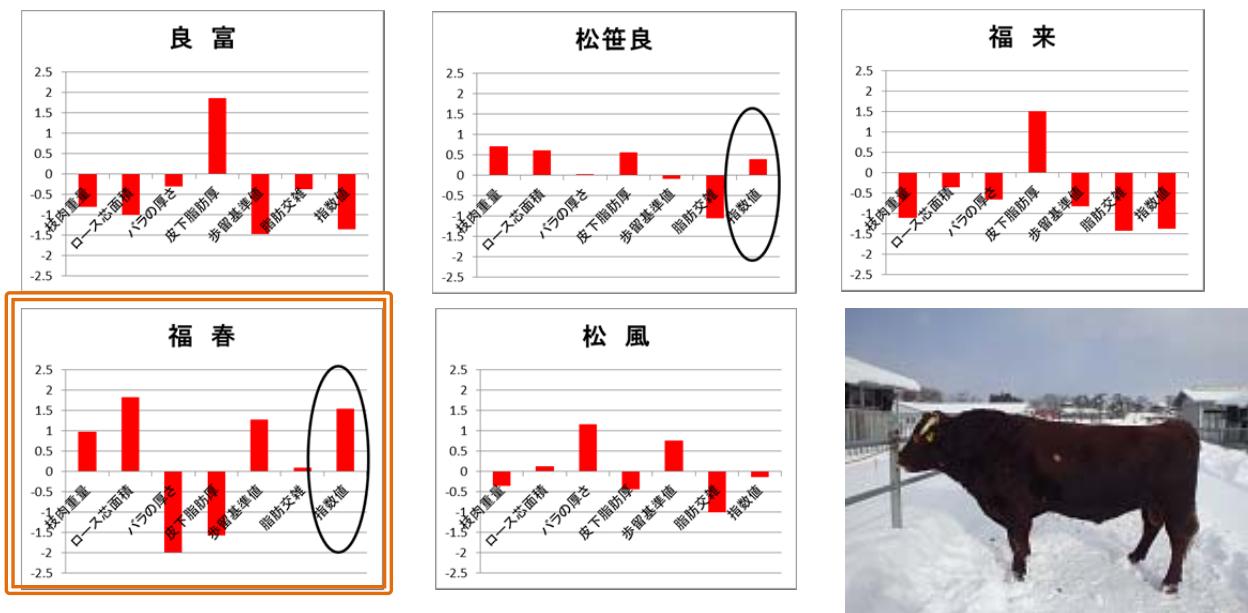 良 富
2.5
2
1.5
1
0.5
0
-0.5
-1
-1.5
-2
-2.5
枝肉重量
ロース芯面積
バラの厚さ
皮下脂肪厚
歩留基準値
脂肪交雑
指数値
松笹良
2.5
2
1.5
1
0.5
0
-0.5
-1
-1.5
-2
-2.5
枝肉重量
ロース芯面積
バラの厚さ
皮下脂肪厚
歩留基準値
脂肪交雑
指数値
福 来
2.5
2
1.5
1
0.5
0
-0.5
-1
-1.5
-2
-2.5
枝肉重量
ロース芯面積
バラの厚さ
皮下脂肪厚
歩留基準値
脂肪交雑
指数値
福 春
2.5
2
1.5
1
0.5
0
-0.5
-1
-1.5
-2
-2.5
枝肉重量
ロース芯面積
バラの厚さ
皮下脂肪厚
歩留基準値
脂肪交雑
指数値
松 風
2.5
2
1.5
1
0.5
0
-0.5
-1
-1.5
-2
-2.5
枝肉重量
ロース芯面積
バラの厚さ
皮下脂肪厚
歩留基準値
脂肪交雑
指数値